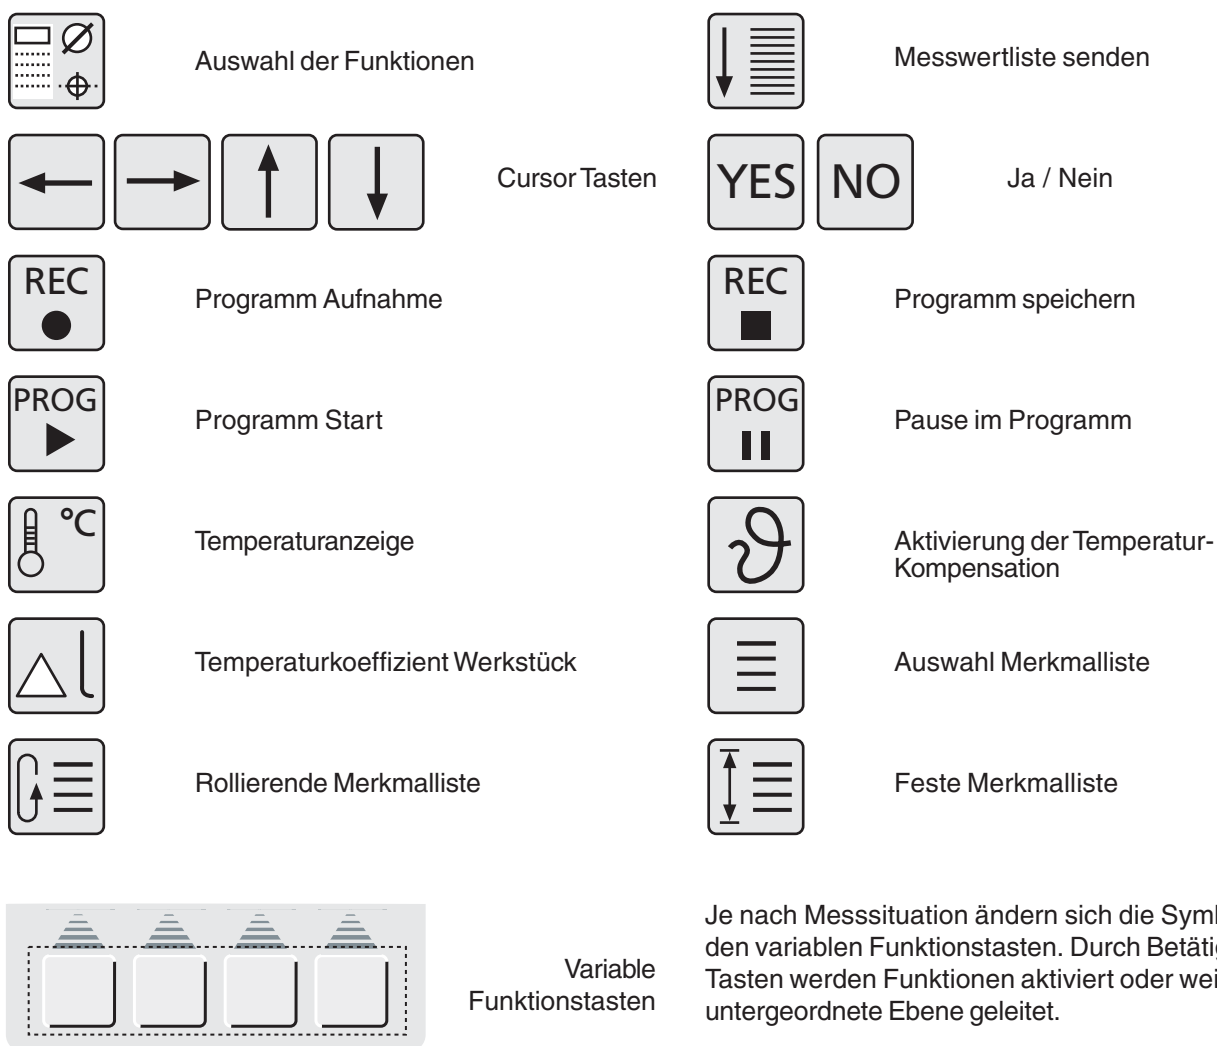 Auswahl der Funktionen
Messwertliste senden
Cursor Tasten
YES NO
Ja / Nein
REC
Programm Aufnahme
REC
Programm speichern
PROG
Programm Start
PROG
Pause im Programm
°C
Temperaturanzeige
ϑ
Aktivierung der Temperatur-
Kompensation
Temperaturkoeffizient Werkstück
Auswahl Merkmalliste
Rollierende Merkmalliste
Feste Merkmalliste
Variable
Funktionstasten
Je nach Messsituation ändern sich die
den variablen Funktionstasten. Durch
Tasten werden Funktionen aktiviert oder
untergeordnete Ebene geleitet.